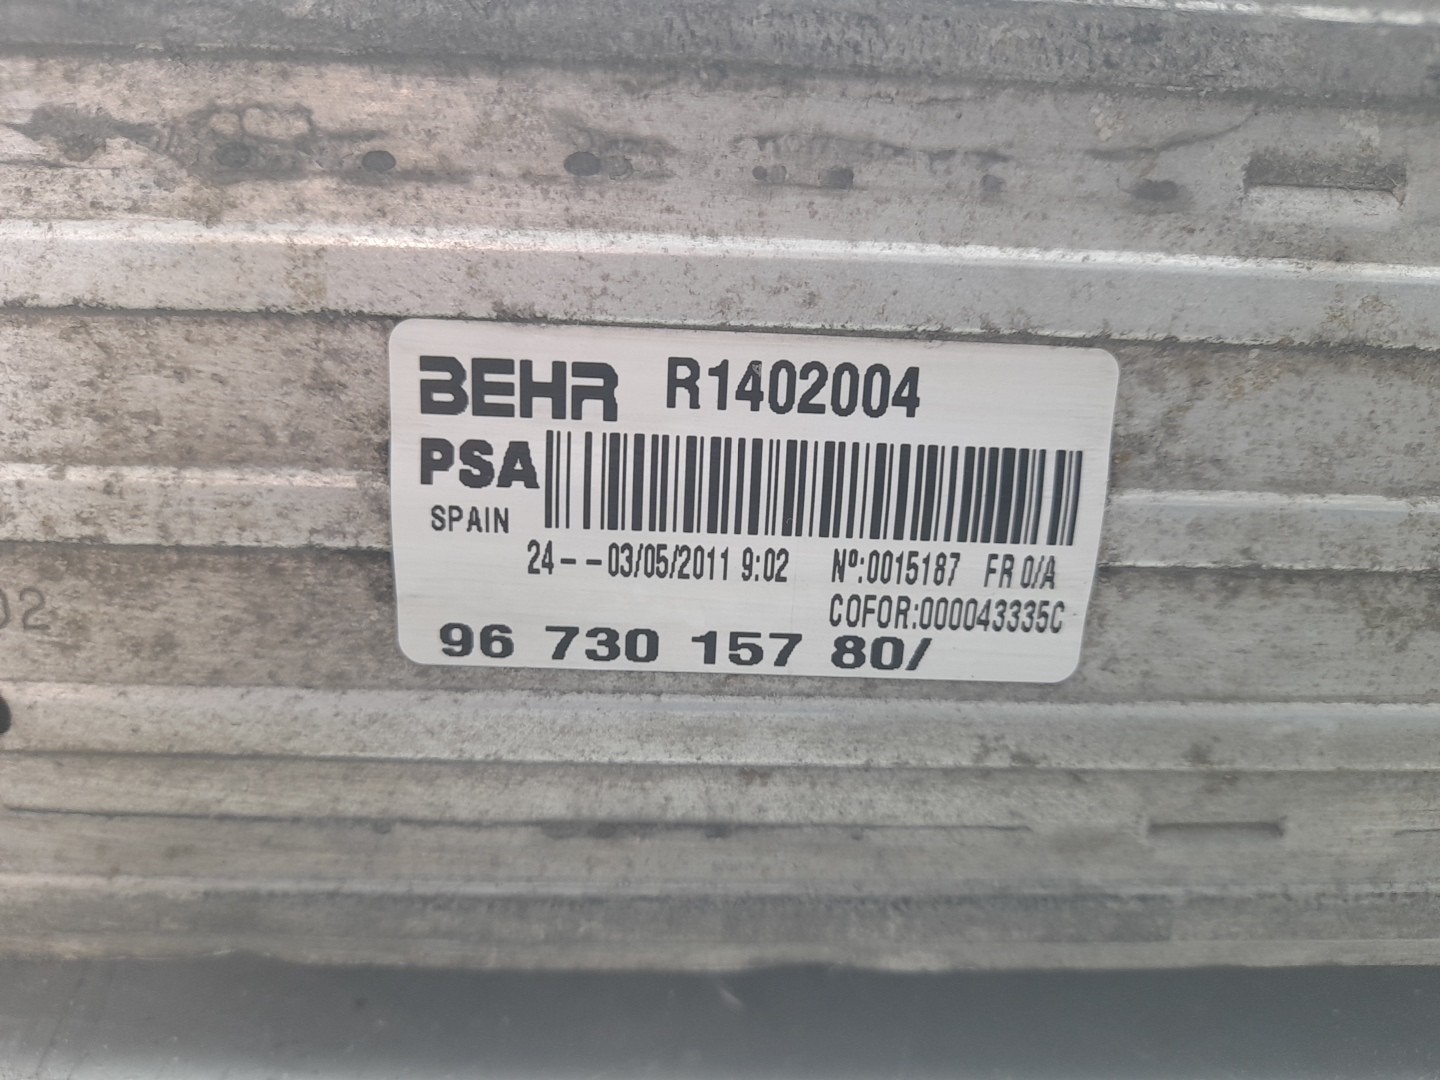 BEHR R1402004
PSA
SPAIN
24--03/05/2011 9:02 Nº:0015187 FR 0/A
COFOR:000043335C
96 730 157 80/
02